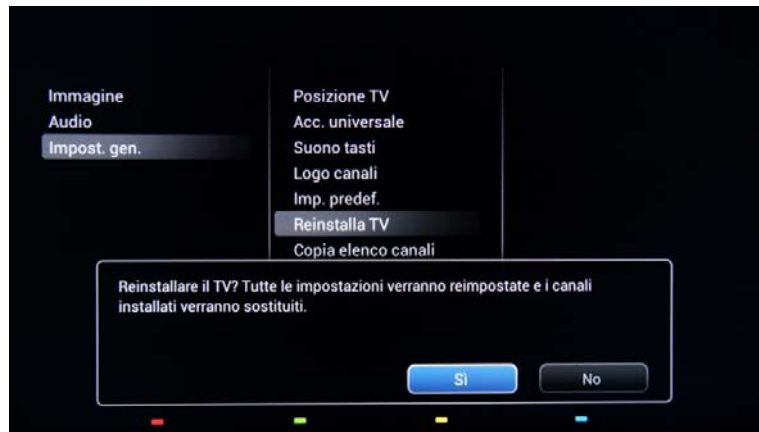 Immagine
Audio
Impost. gen.
Posizione TV
Acc. universale
Suono tasti
Logo canali
Imp. predef.
Reinstalla TV
Copia elenco canali
Reinstallare il TV? Tutte le impostazioni verranno reimpostate e i canali
installati verranno sostituiti.
Sì
No